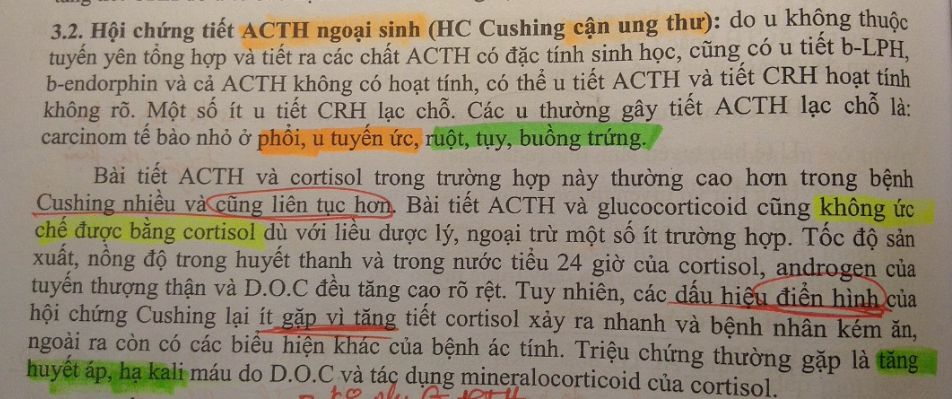 3.2. Hội chứng tiết ACTH ngoại sinh (HC Cushing cận ung thư): do u không thuộc
tuyến yên tổng hợp và tiết ra các chất ACTH có đặc tính sinh học, cũng có u tiết b-LPH,
b-endorphin và cả ACTH không có hoạt tính, có thể u tiết ACTH và tiết CRH hoạt tính
không rõ. Một số ít u tiết CRH lạc chỗ. Các u thường gây tiết ACTH lạc chỗ là:
carcinom tế bào nhỏ ở phổi, u tuyến ức, ruột, tụy, buồng trứng.
Bài tiết ACTH và cortisol trong trường hợp này thường cao hơn trong bệnh
Cushing nhiều và cũng liên tục hơn. Bài tiết ACTH và glucocorticoid cũng không ức
chế được bằng cortisol dù với liều dược lý, ngoại trừ một số ít trường hợp. Tốc độ sản
xuất, nồng độ trong huyết thanh và trong nước tiểu 24 giờ của cortisol, androgen của
tuyến thượng thận và D.O.C đều tăng cao rõ rệt. Tuy nhiên, các dấu hiệu điển hình của
hội chứng Cushing lại ít gặp vì tăng tiết cortisol xảy ra nhanh và bệnh nhân kém ăn,
ngoài ra còn có các biểu hiện khác của bệnh ác tính. Triệu chứng thường gặp là tăng
huyết áp, hạ kali máu do D.O.C và tác dụng mineralocorticoid của cortisol.